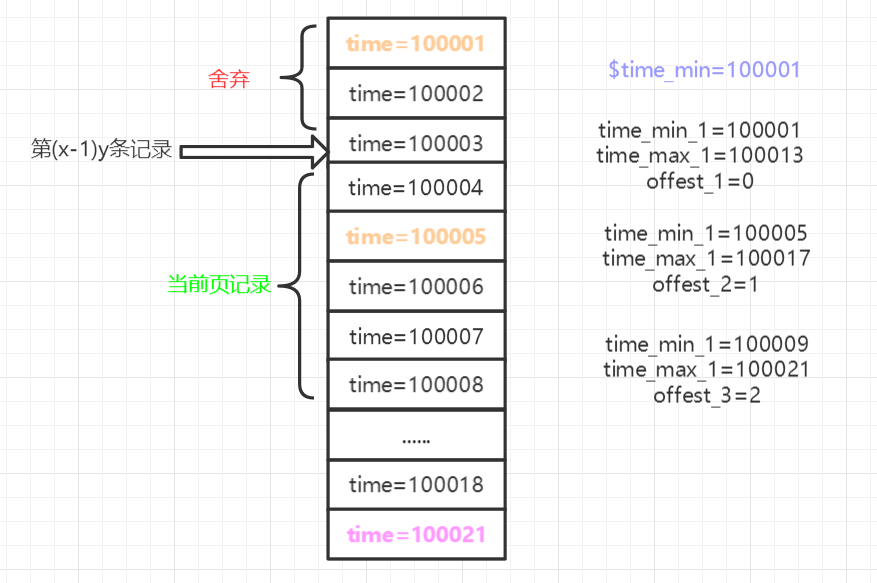 舍弃
第(x-1)y条记录
当前页记录
time=100001
time=100002
time=100003
time=100004
time=100005
time=100006
time=100007
time=100008
......
time=100018
time=100021
$time_min=100001
time_min_1=100001
time_max_1=100013
offest_1=0
time_min_1=100005
time_max_1=100017
offest_2=1
time_min_1=100009
time_max_1=100021
offest_3=2